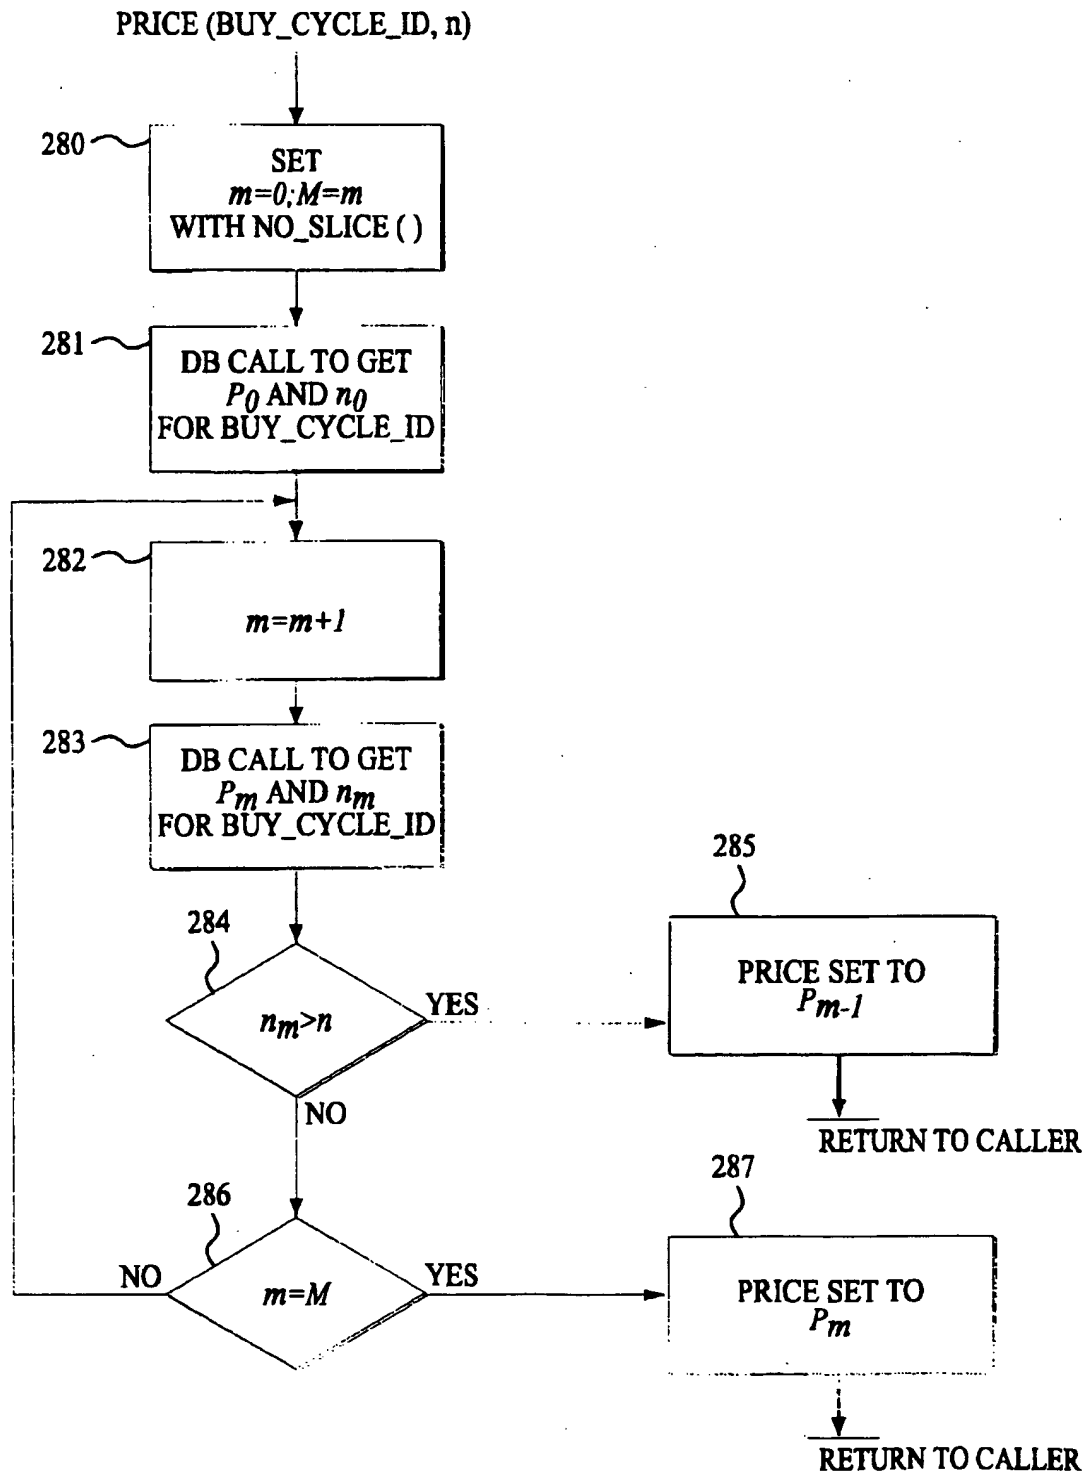 PRICE (BUY_CYCLE_ID, n)
280
SET
m=0;M=m
WITH NO_SLICE ( )
281
DB CALL TO GET
P0 AND n0
FOR BUY_CYCLE_ID
282
m=m+1
283
DB CALL TO GET
Pm AND nm
FOR BUY_CYCLE_ID
284
nm>n
YES
NO
285
PRICE SET TO
Pm-1
RETURN TO CALLER
286
m=M
NO
YES
287
PRICE SET TO
Pm
RETURN TO CALLER